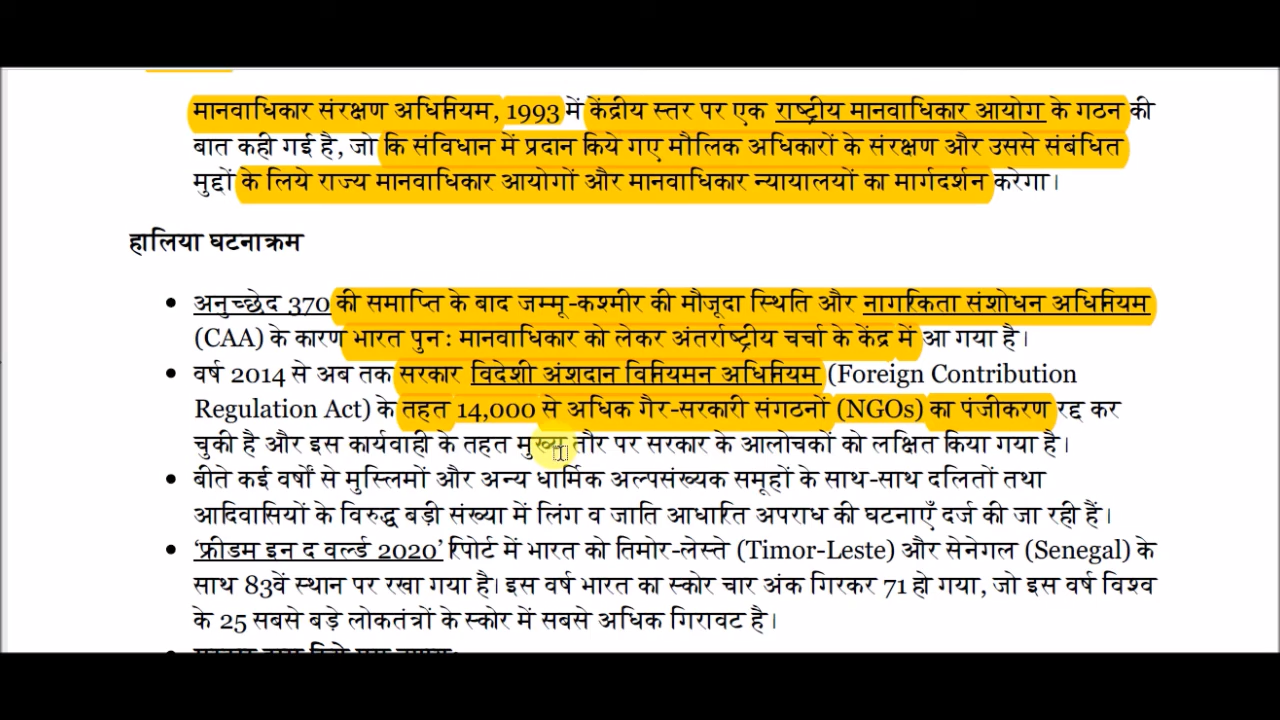 मानवाधिकार संरक्षण अधिनियम, 1993 में केंद्रीय स्तर पर एक राष्ट्रीय मानवाधिकार आयोग के गठन की
बात कही गई है, जो कि संविधान में प्रदान किये गए मौलिक अधिकारों के संरक्षण और उससे संबंधित
मुद्दों के लिये राज्य मानवाधिकार आयोगों और मानवाधिकार न्यायालयों का मार्गदर्शन करेगा।
हालिया घटनाक्रम
• अनुच्छेद 370 की समाप्ति के बाद जम्मू-कश्मीर की मौजूदा स्थिति और नागरिकता संशोधन अधिनियम
(CAA) के कारण भारत पुन: मानवाधिकार को लेकर अंतर्राष्ट्रीय चर्चा के केंद्र में आ गया है।
• वर्ष 2014 से अब तक सरकार विदेशी अंशदान विनियमन अधिनियम (Foreign Contribution
Regulation Act) के तहत 14,000 से अधिक गैर-सरकारी संगठनों (NGOs) का पंजीकरण रद्द कर
चुकी है और इस कार्यवाही के तहत मुख्य तौर पर सरकार के आलोचकों को लक्षित किया गया है।
• बीते कई वर्षों से मुस्लिमों और अन्य धार्मिक अल्पसंख्यक समूहों के साथ-साथ दलितों तथा
आदिवासियों के विरुद्ध बड़ी संख्या में लिंग व जाति आधारित अपराध की घटनाएँ दर्ज की जा रही हैं।
• ‘फ्रीडम इन द वर्ल्ड 2020’ रिपोर्ट में भारत को तिमोर-लेस्ते (Timor-Leste) और सेनेगल (Senegal) के
साथ 83वें स्थान पर रखा गया है। इस वर्ष भारत का स्कोर चार अंक गिरकर 71 हो गया, जो इस वर्ष विश्व
के 25 सबसे बड़े लोकतंत्रों के स्कोर में सबसे अधिक गिरावट है।